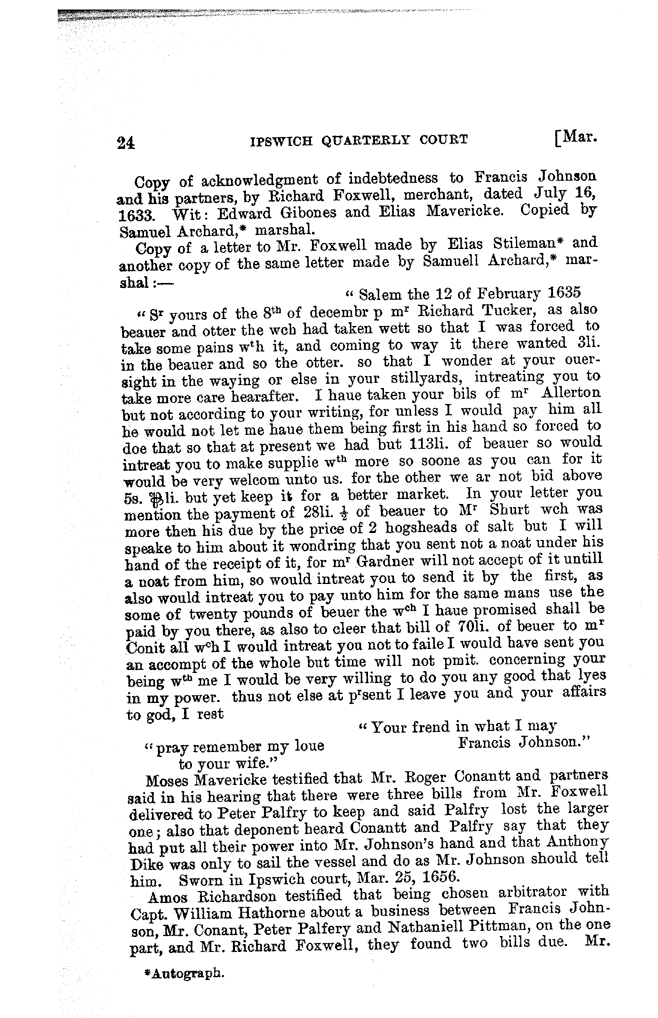 24 IPSWICH QUARTERLY COURT [Mar.
Copy of acknowledgment of indebtedness to Francis Johnson
and his partners, by Richard Foxwell, merchant, dated July 16,
1633. Wit: Edward Gibones and Elias Mavericke. Copied by
Samuel Archard,* marshal.
Copy of a letter to Mr. Foxwell made by Elias Stileman* and
another copy of the same letter made by Samuell Archard,* mar-
shal :—
“ Salem the 12 of February 1635
“ Sʳ yours of the 8ᵗʰ of decembr p mʳ Richard Tucker, as also
beauer and otter the wch had taken wett so that I was forced to
take some pains wᵗh it, and coming to way it there wanted 3li.
in the beauer and so the otter. so that I wonder at your ouer-
sight in the waying or else in your stillyards, intreating you to
take more care hearafter. I haue taken your bils of mʳ Allerton
but not according to your writing, for unless I would pay him all
he would not let me haue them being first in his hand so forced to
doe that so that at present we had but 113li. of beauer so would
intreat you to make supplie wᵗʰ more so soone as you can for it
would be very welcom unto us. for the other we ar not bid above
5s. ⅌li. but yet keep it for a better market. In your letter you
mention the payment of 28li. ½ of beauer to Mʳ Shurt wch was
more then his due by the price of 2 hogsheads of salt but I will
speake to him about it wondring that you sent not a noat under his
hand of the receipt of it, for mʳ Gardner will not accept of it untill
a noat from him, so would intreat you to send it by the first, as
also would intreat you to pay unto him for the same mans use the
some of twenty pounds of beuer the wᶜʰ I haue promised shall be
paid by you there, as also to cleer that bill of 70li. of beuer to mʳ
Conit all wᶜh I would intreat you not to faile I would have sent you
an accompt of the whole but time will not pmit. concerning your
being wᵗʰ me I would be very willing to do you any good that lyes
in my power. thus not else at pʳsent I leave you and your affairs
to god, I rest
“ Your frend in what I may
Francis Johnson.”
“ pray remember my loue
to your wife.”
Moses Mavericke testified that Mr. Roger Conantt and partners
said in his hearing that there were three bills from Mr. Foxwell
delivered to Peter Palfry to keep and said Palfry lost the larger
one; also that deponent heard Conantt and Palfry say that they
had put all their power into Mr. Johnson's hand and that Anthony
Dike was only to sail the vessel and do as Mr. Johnson should tell
him. Sworn in Ipswich court, Mar. 25, 1656.
Amos Richardson testified that being chosen arbitrator with
Capt. William Hathorne about a business between Francis John-
son, Mr. Conant, Peter Palfery and Nathaniell Pittman, on the one
part, and Mr. Richard Foxwell, they found two bills due. Mr.
*Autograph.